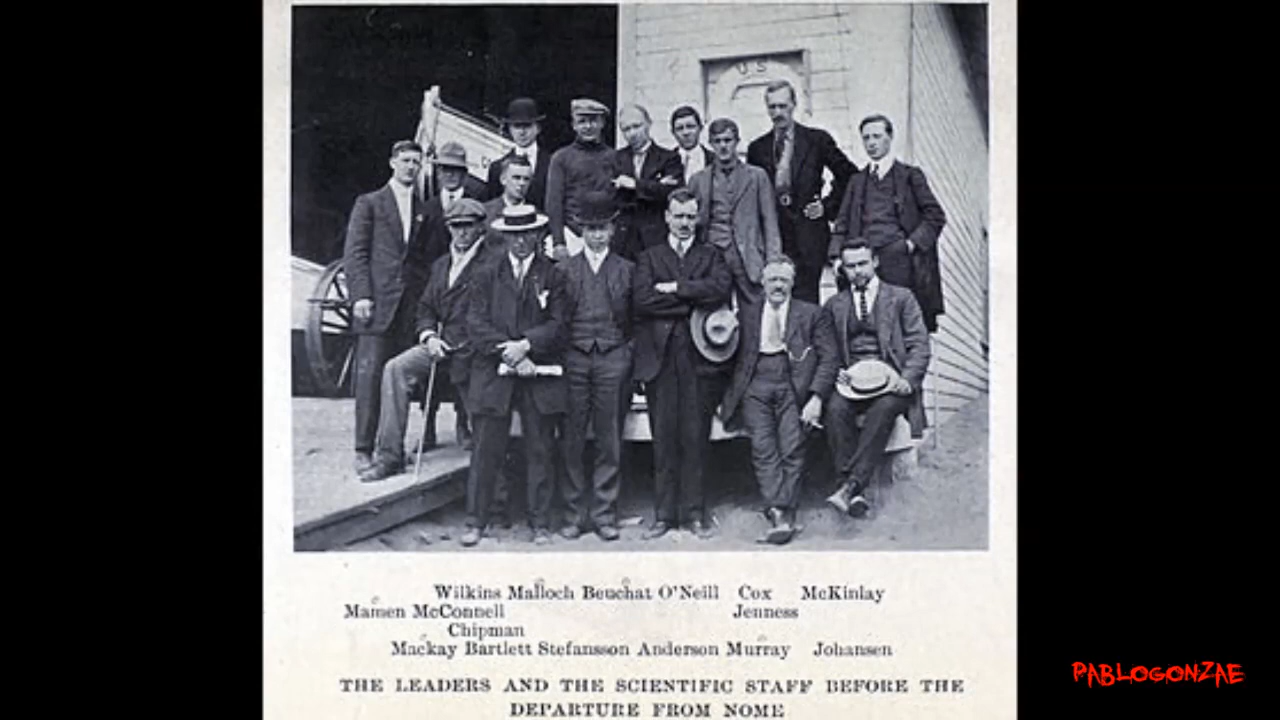 U S
Wilkins Malloch Beuchat O'Neill Cox McKinlay
Mamen McConnell Jenness
Chipman
Mackay Bartlett Stefansson Anderson Murray Johansen
THE LEADERS AND THE SCIENTIFIC STAFF BEFORE THE
DEPARTURE FROM NOME
PABLOGONZAE